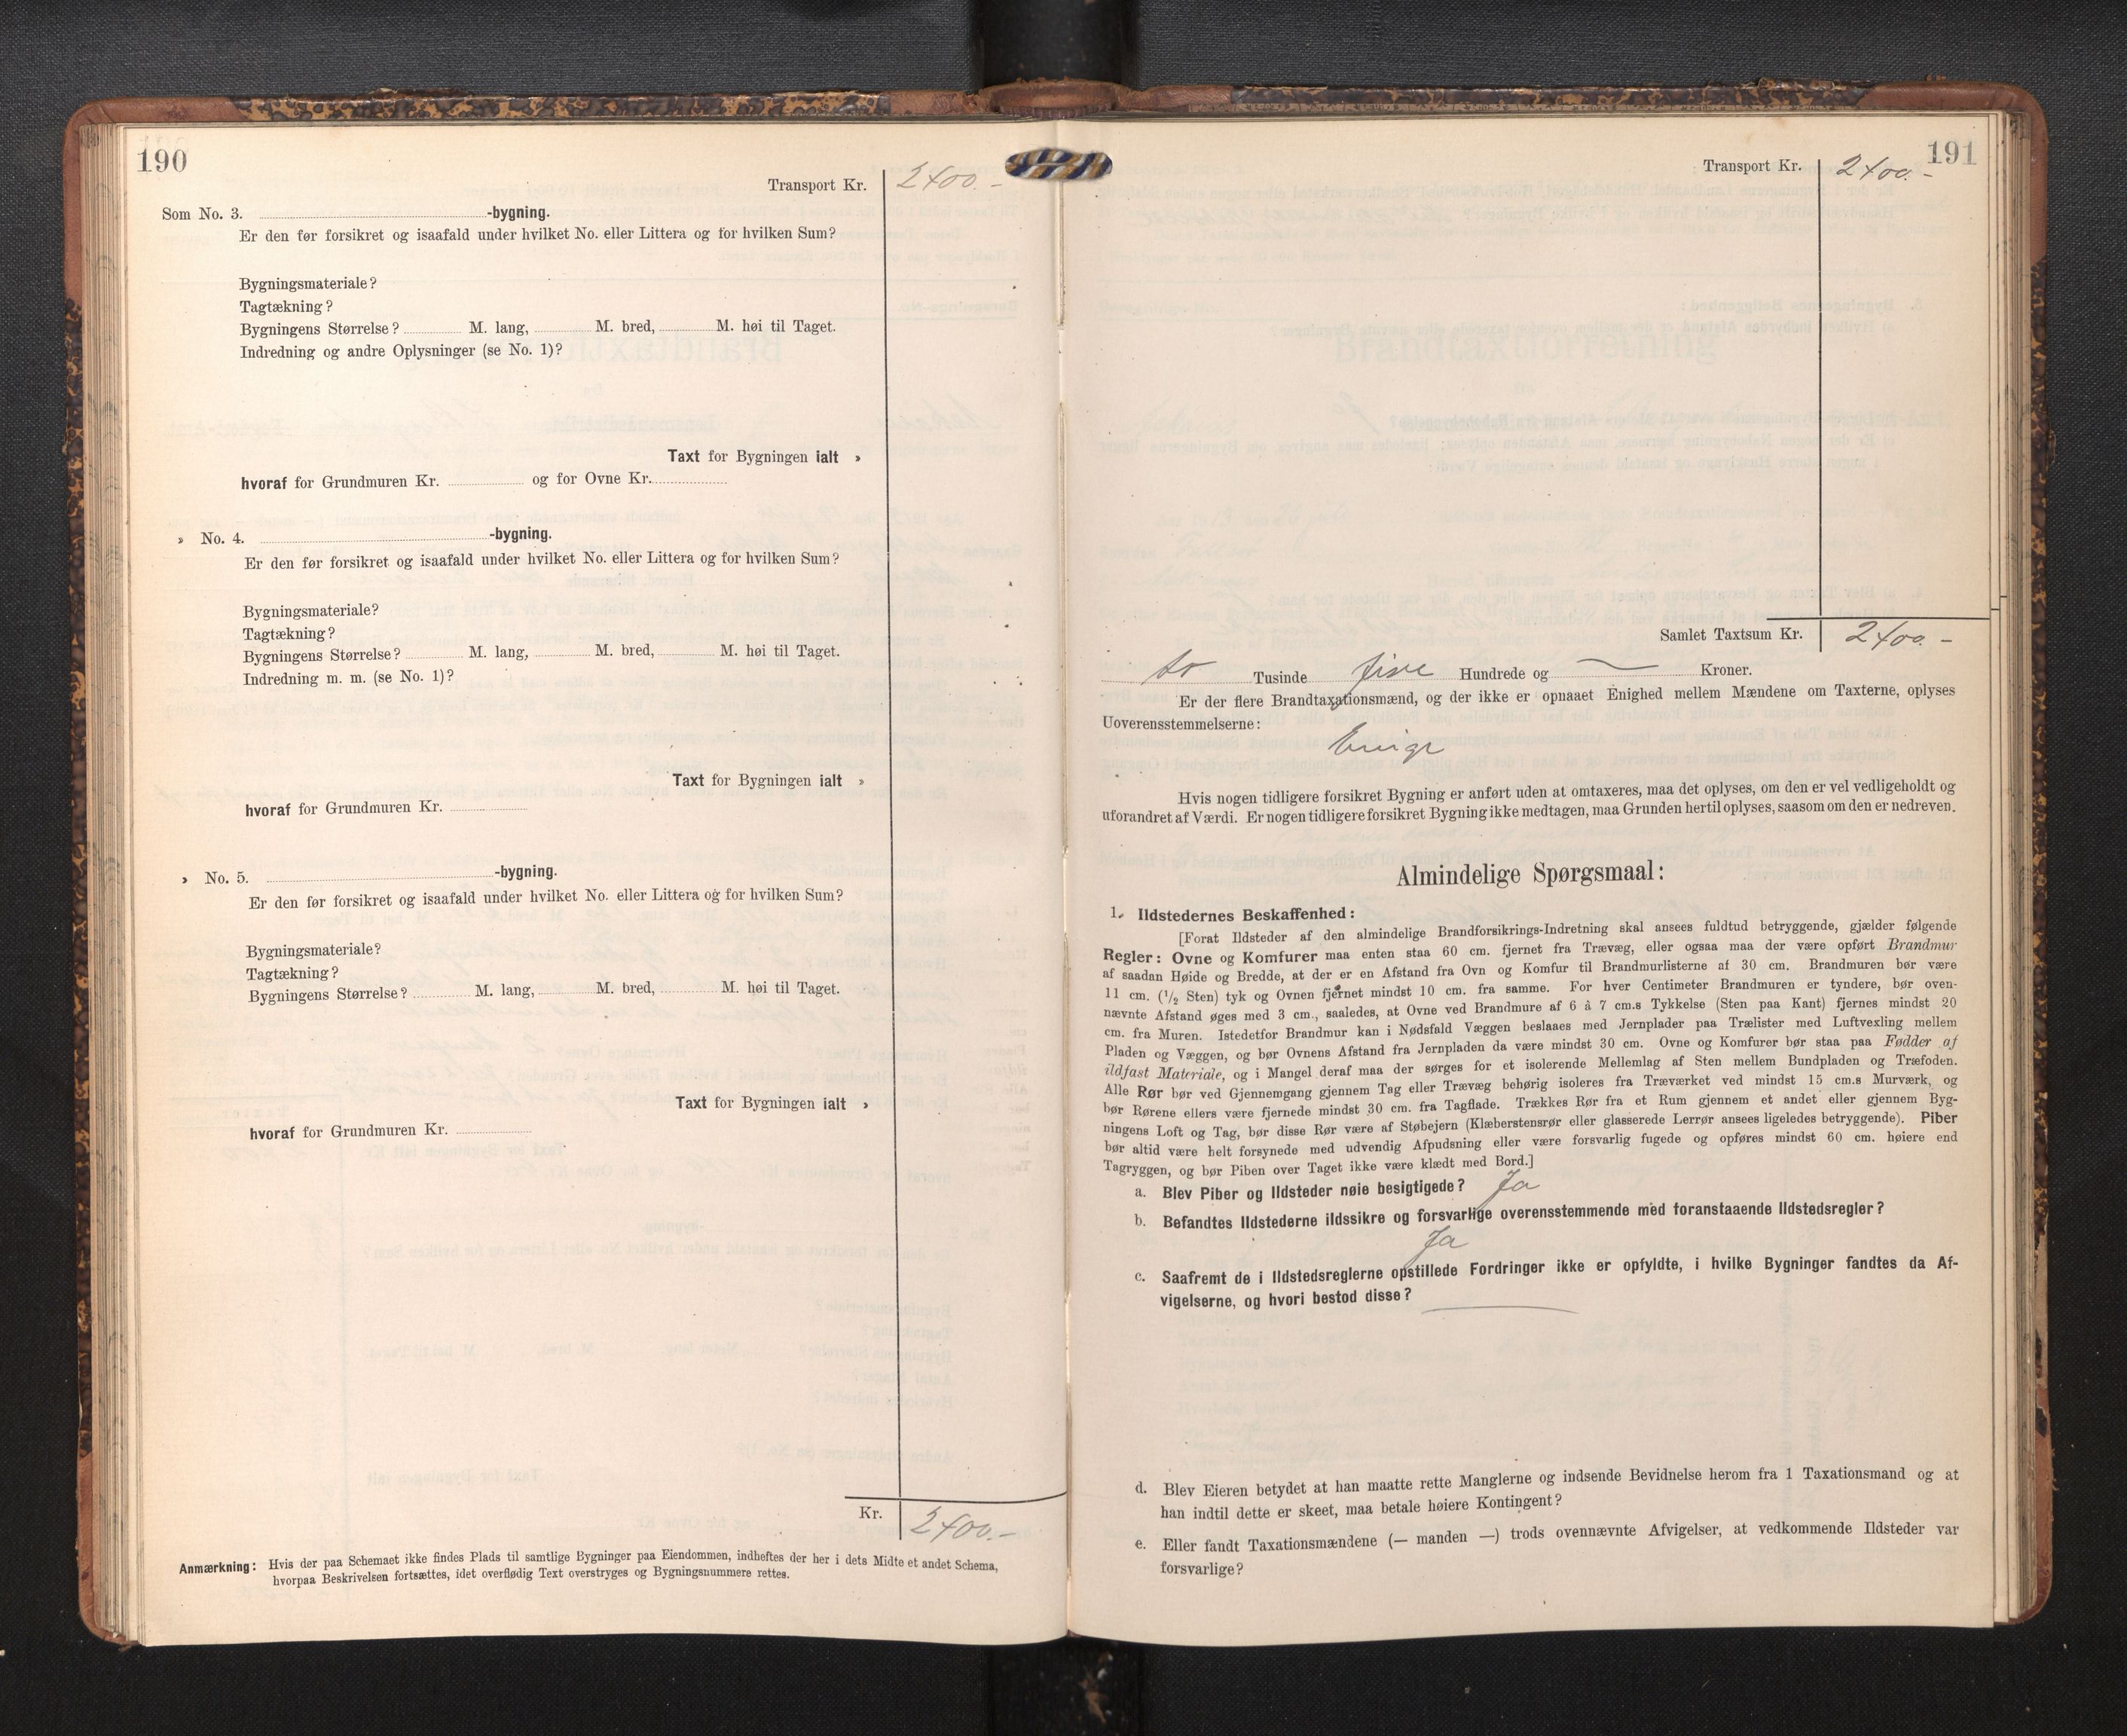 190
Transport Kr. 2400.-
Som No. 3. -bygning.
Er den før forsikret og isaafald under hvilket No. eller Littera og for hvilken Sum?
Bygningsmateriale?
Tagtækning?
Bygningens Størrelse? M. lang, M. bred, M. høi til Taget.
Indredning og andre Oplysninger (se No. 1)?
Taxt for Bygningen ialt »
hvoraf for Grundmuren Kr. og for Ovne Kr.
» No. 4. -bygning.
Er den før forsikret og isaafald under hvilket No. eller Littera og for hvilken Sum?
Bygningsmateriale?
Tagtækning?
Bygningens Størrelse? M. lang, M. bred, M. høi til Taget.
Indredning m. m. (se No. 1)?
Taxt for Bygningen ialt »
hvoraf for Grundmuren Kr.
» No. 5. -bygning.
Er den før forsikret og isaafald under hvilket No. eller Littera og for hvilken Sum?
Bygningsmateriale?
Tagtækning?
Bygningens Størrelse? M. lang, M. bred, M. høi til Taget.
Taxt for Bygningen ialt »
hvoraf for Grundmuren Kr.
Kr. 2400.-
Anmærkning: Hvis der paa Schemaet ikke findes Plads til samtlige Bygninger paa Eiendommen, indheftes der her i dets Midte et andet Schema,
hvorpaa Beskrivelsen fortsættes, idet overflødig Text overstryges og Bygningsnummere rettes.
191
Transport Kr. 2400.-
Samlet Taxtsum Kr. 2400.-
to Tusinde fire Hundrede og — Kroner.
Er der flere Brandtaxationsmænd, og der ikke er opnaaet Enighed mellem Mændene om Taxterne, oplyses
Uoverensstemmelserne:
Enige
Hvis nogen tidligere forsikret Bygning er anført uden at omtaxeres, maa det oplyses, om den er vel vedligeholdt og
uforandret af Værdi. Er nogen tidligere forsikret Bygning ikke medtagen, maa Grunden hertil oplyses, saasom om den er nedreven.
Almindelige Spørgsmaal:
1. Ildstedernes Beskaffenhed:
[Forat Ildsteder af den almindelige Brandforsikrings-Indretning skal ansees fuldtud betryggende, gjælder følgende
Regler: Ovne og Komfurer maa enten staa 60 cm. fjernet fra Trævæg, eller ogsaa maa der være opført Brandmur
af saadan Høide og Bredde, at der er en Afstand fra Ovn og Komfur til Brandmurlisterne af 30 cm. Brandmuren bør være
11 cm. (1/2 Sten) tyk og Ovnen fjernet mindst 10 cm. fra samme. For hver Centimeter Brandmuren er tyndere, bør oven-
nævnte Afstand øges med 3 cm., saaledes, at Ovne ved Brandmure af 6 à 7 cm.s Tykkelse (Sten paa Kant) fjernes mindst 20
cm. fra Muren. Istedetfor Brandmur kan i Nødsfald Væggen beslaaes med Jernplader paa Trælister med Luftvexling mellem
Pladen og Væggen, og bør Ovnens Afstand fra Jernpladen da være mindst 30 cm. Ovne og Komfurer bør staa paa Fødder af
ildfast Materiale, og i Mangel deraf maa der sørges for et isolerende Mellemlag af Sten mellem Bundpladen og Træfoden.
Alle Rør bør ved Gjennemgang gjennem Tag eller Trævæg behørig isoleres fra Træværket ved mindst 15 cm.s Murværk, og
bør Rørene ellers være fjernede mindst 30 cm. fra Tagflade. Trækkes Rør fra et Rum gjennem et andet eller gjennem Byg-
ningens Loft og Tag, bør disse Rør være af Støbejern (Klæberstensrør eller glasserede Lerrør ansees ligeledes betryggende). Piber
bør altid være helt forsynede med udvendig Afpudsning eller være forsvarlig fugede og opføres mindst 60 cm. høiere end
Tagryggen, og bør Piben over Taget ikke være klædt med Bord.]
a. Blev Piber og Ildsteder nøie besigtigede? Ja
b. Befandtes Ildstederne ildssikre og forsvarlige overensstemmende med foranstaaende Ildstedsregler?
Ja
c. Saafremt de i Ildstedsreglerne opstillede Fordringer ikke er opfyldte, i hvilke Bygninger fandtes da Af-
vigelserne, og hvori bestod disse? —
d. Blev Eieren betydet at han maatte rette Manglerne og indsende Bevidnelse herom fra 1 Taxationsmand og at
han indtil dette er skeet, maa betale høiere Kontingent?
e. Eller fandt Taxationsmændene (— manden —) trods ovennævnte Afvigelser, at vedkommende Ildsteder var
forsvarlige?